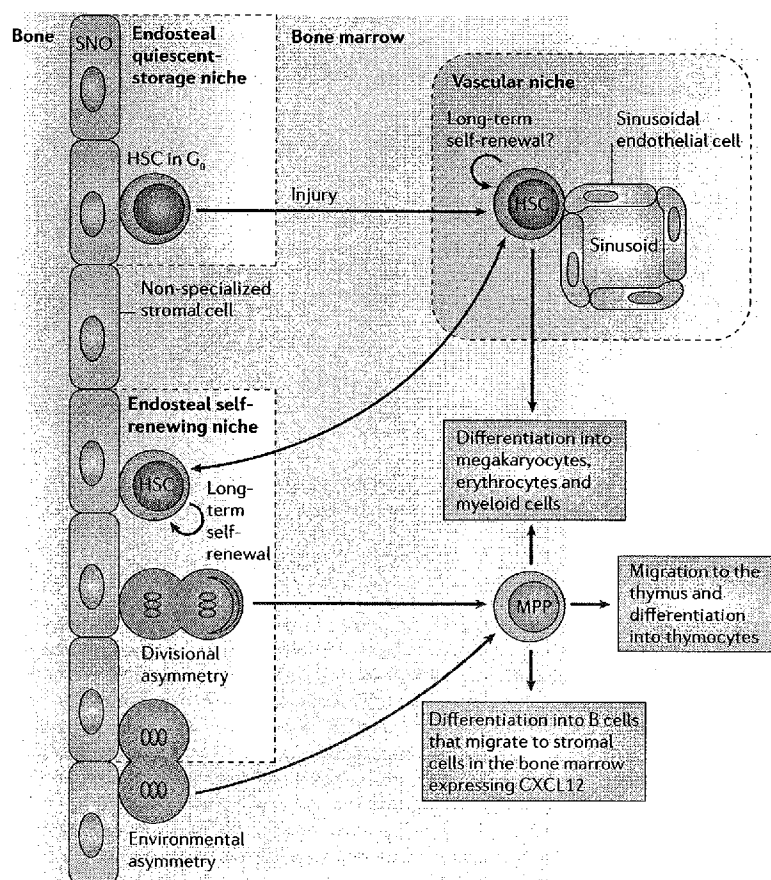 Bone
SNO
Endosteal
quiescent-
storage niche
Bone marrow
HSC in G₀
Injury
Vascular niche
Long-term
self-renewal?
Sinusoidal
endothelial cell
HSC
Sinusoid
Non-specialized
stromal cell
Endosteal self-
renewing niche
HSC
Long-
term
self-
renewal
Differentiation into
megakaryocytes,
erythrocytes and
myeloid cells
Divisional
asymmetry
MPP
Migration to the
thymus and
differentiation
into thymocytes
Differentiation into B cells
that migrate to stromal
cells in the bone marrow
expressing CXCL12
Environmental
asymmetry